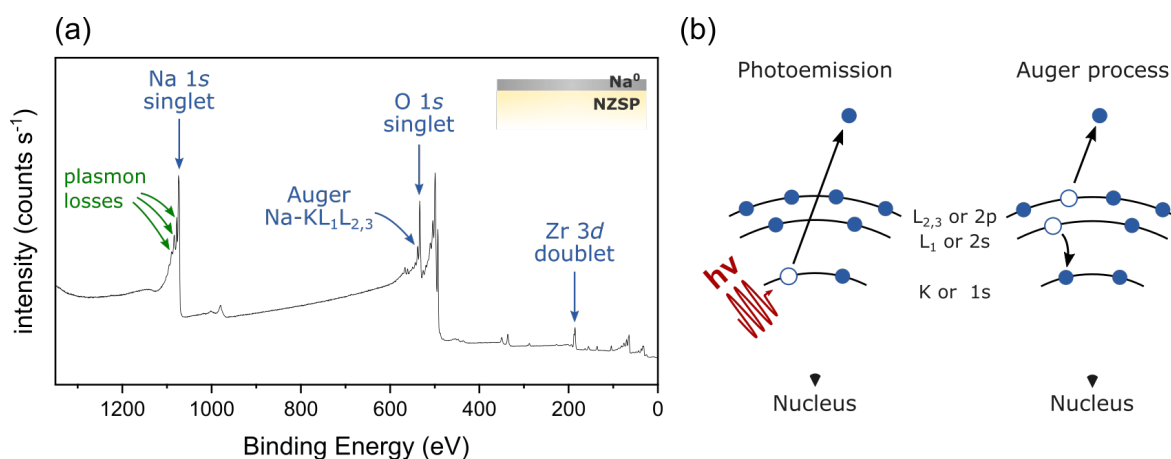 (a)
Na 1s
singlet
plasmon
losses
O 1s
singlet
Auger
Na-KL₁L₂,₃
Zr 3d
doublet
Na⁰
NZSP
intensity (counts s⁻¹)
1200
1000
800
600
400
200
0
Binding Energy (eV)
(b)
Photoemission
Auger process
L₂,₃ or 2p
L₁ or 2s
K or 1s
hν
Nucleus
Nucleus